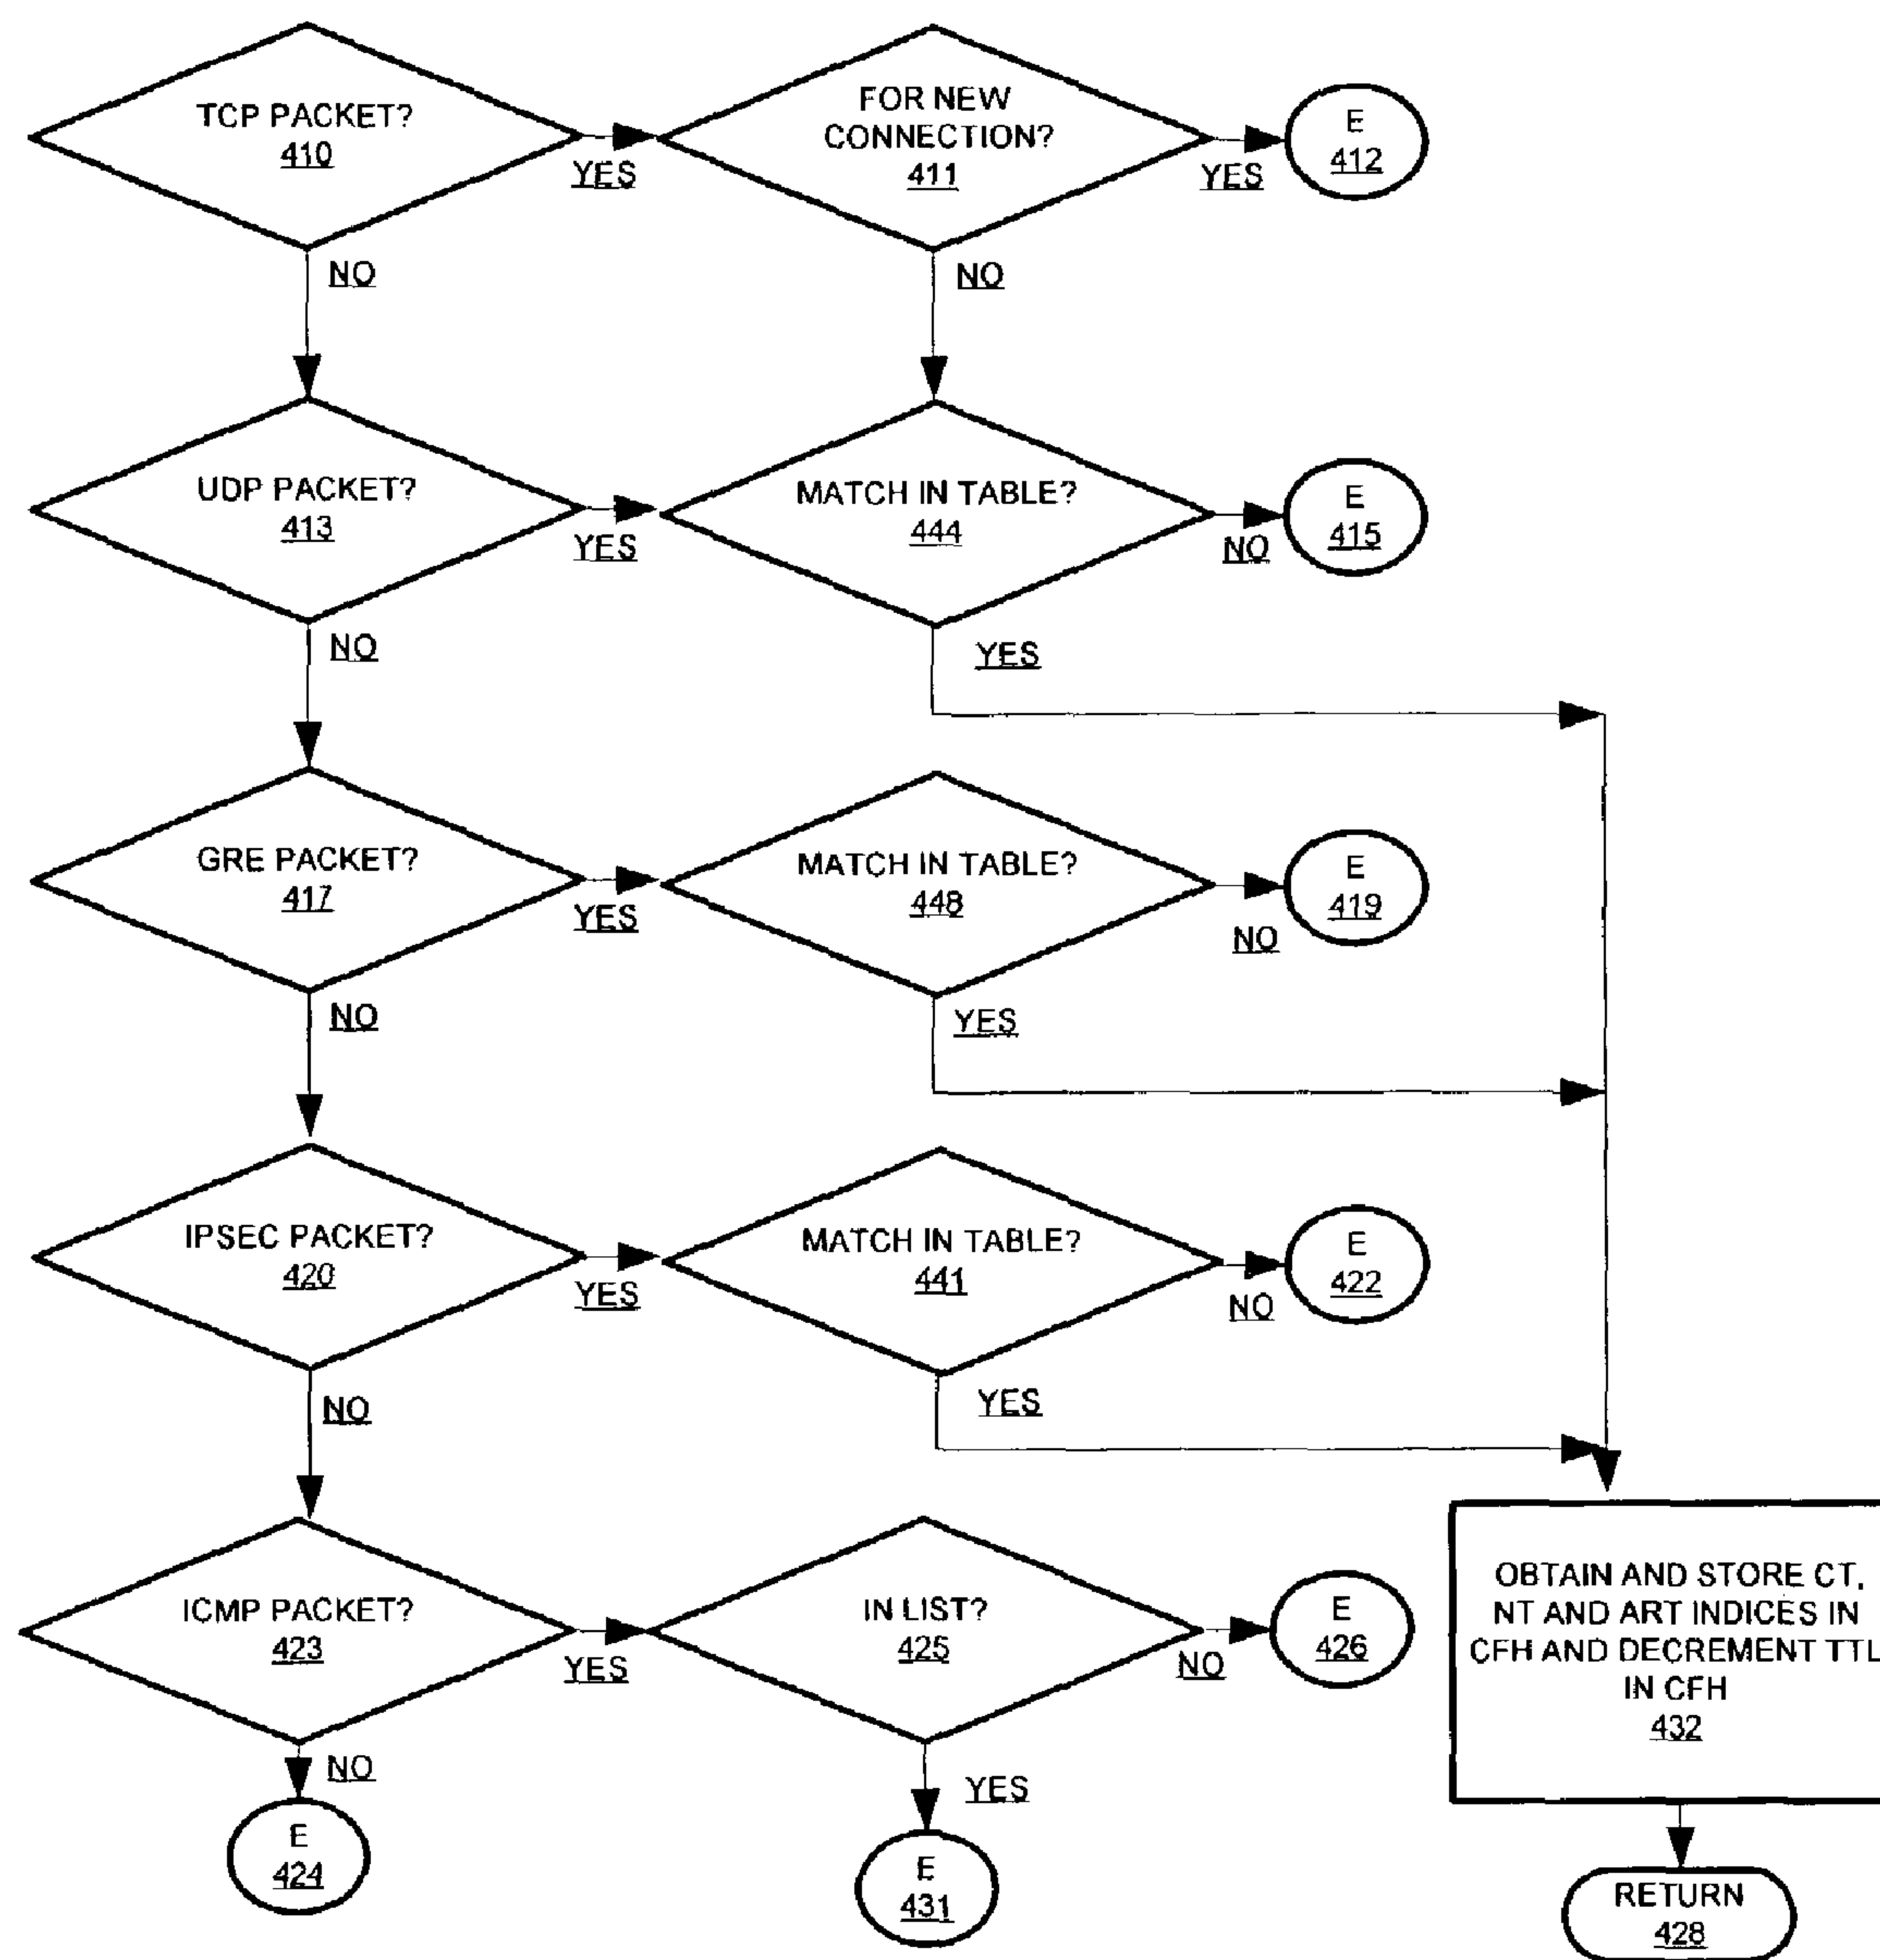 TCP PACKET?
410
YES
NO
FOR NEW
CONNECTION?
411
YES
NO
E
412
UDP PACKET?
413
YES
NO
MATCH IN TABLE?
444
NO
YES
E
415
GRE PACKET?
417
YES
NO
MATCH IN TABLE?
448
NO
YES
E
419
IPSEC PACKET?
420
YES
NO
MATCH IN TABLE?
441
NO
YES
E
422
ICMP PACKET?
423
YES
NO
IN LIST?
425
NO
YES
E
426
OBTAIN AND STORE CT,
NT AND ART INDICES IN
CFH AND DECREMENT TTL
IN CFH
432
E
424
E
431
RETURN
428